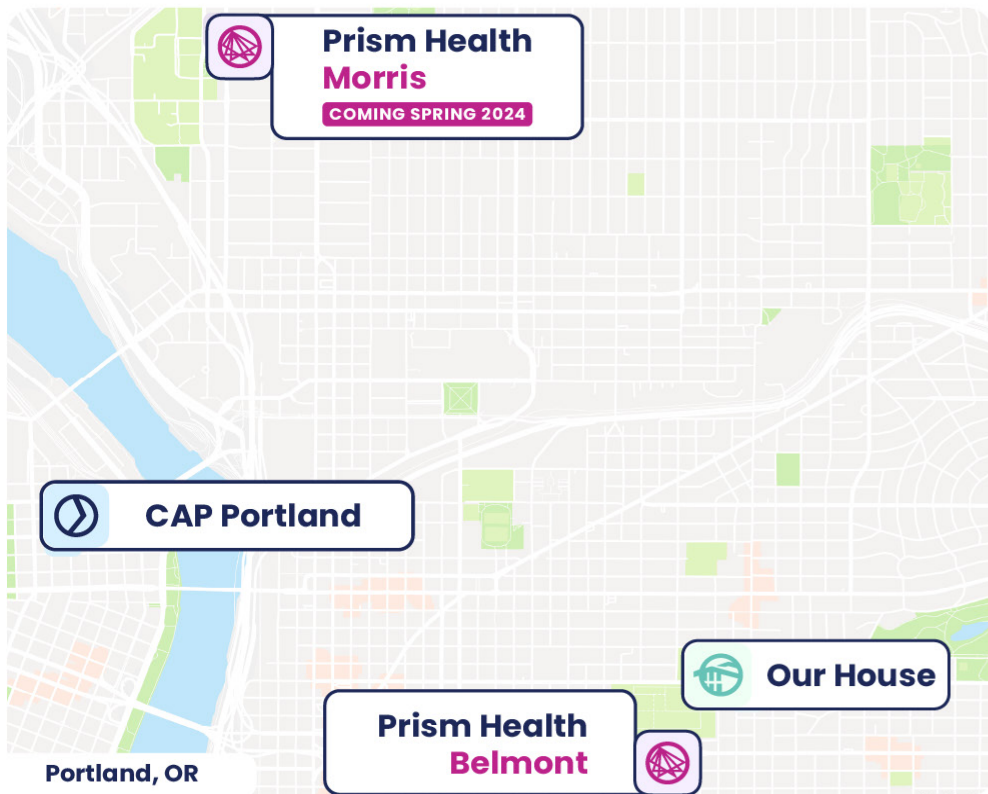 Prism Health
Morris
COMING SPRING 2024
CAP Portland
Our House
Prism Health
Belmont
Portland, OR